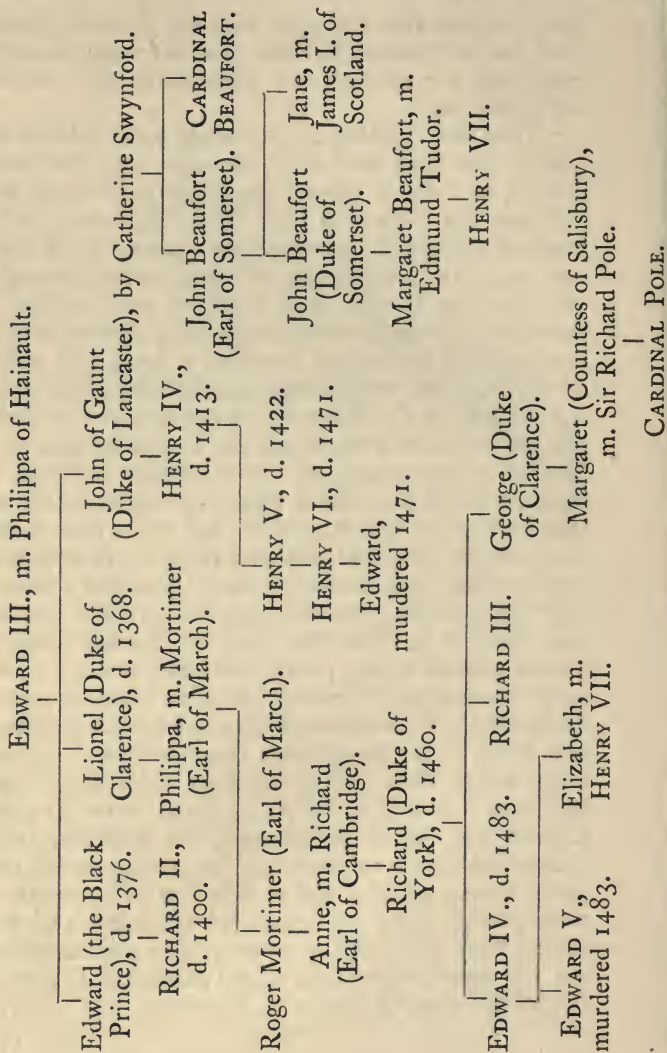 EDWARD III., m. Philippa of Hainault.
Edward (the Black
Prince), d. 1376.
RICHARD II.,
d. 1400.
Lionel (Duke of
Clarence), d. 1368.
Philippa, m. Mortimer
(Earl of March).
Roger Mortimer (Earl of March).
Anne, m. Richard
(Earl of Cambridge).
Richard (Duke of
York), d. 1460.
EDWARD IV., d. 1483.
EDWARD V.,
murdered 1483.
Elizabeth, m.
HENRY VII.
RICHARD III.
George (Duke
of Clarence).
Margaret (Countess of Salisbury),
m. Sir Richard Pole.
CARDINAL POLE.
John of Gaunt
(Duke of Lancaster), by Catherine Swynford.
HENRY IV.,
d. 1413.
HENRY V., d. 1422.
HENRY VI., d. 1471.
Edward,
murdered 1471.
John Beaufort
(Earl of Somerset).
CARDINAL
BEAUFORT.
John Beaufort
(Duke of
Somerset).
Jane, m.
James I. of
Scotland.
Margaret Beaufort, m.
Edmund Tudor.
HENRY VII.